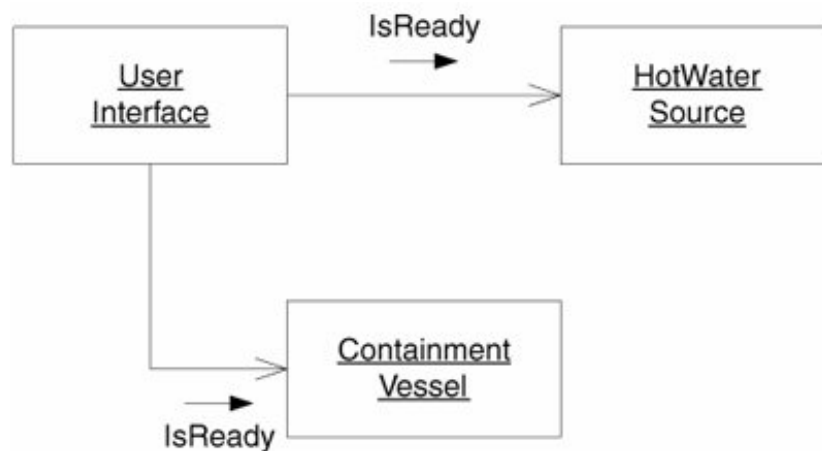 IsReady
User
Interface
HotWater
Source
Containment
Vessel
IsReady